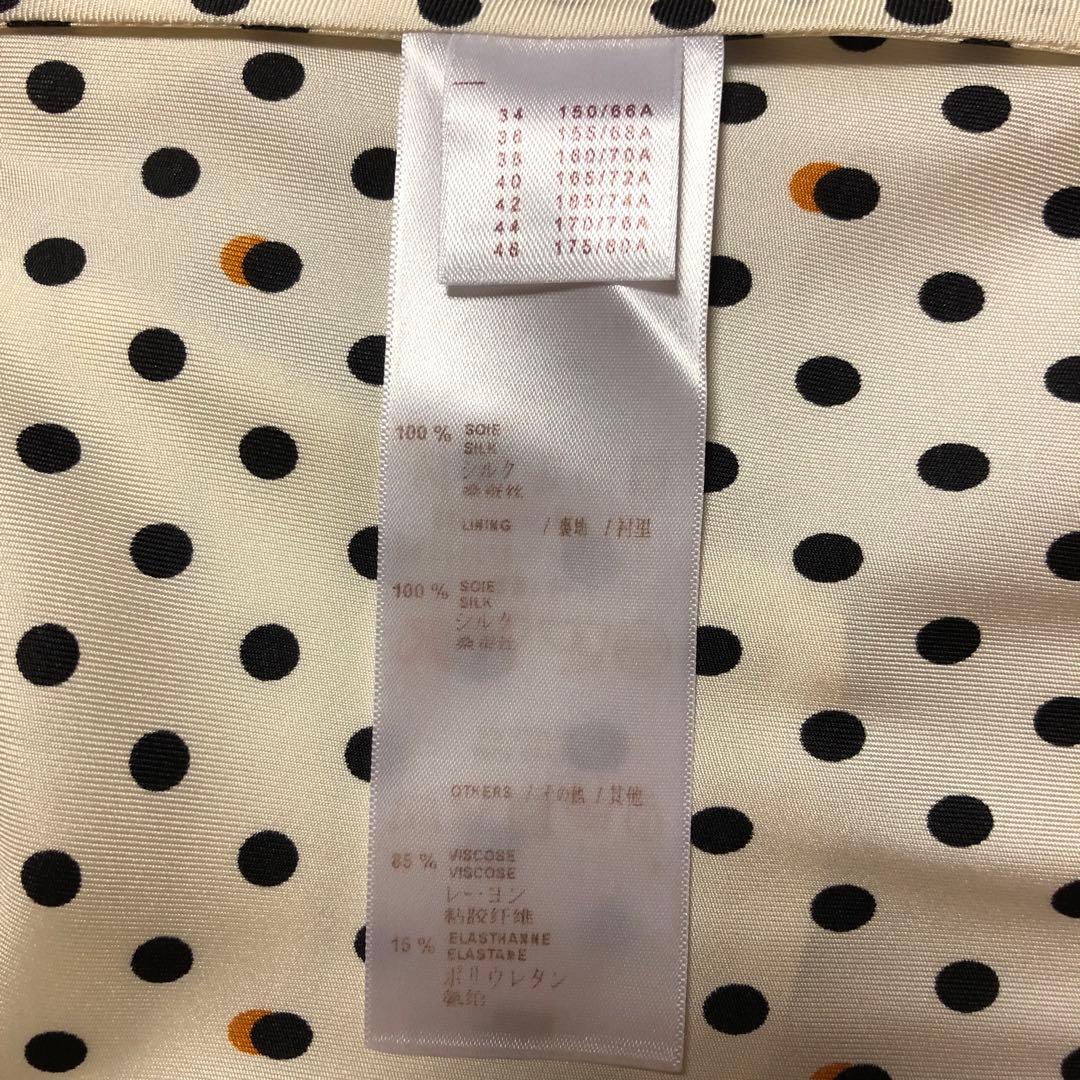 34 150/66A
36 155/68A
38 160/70A
40 165/72A
42 165/74A
44 170/76A
46 175/80A
100 % SOIE
SILK
シルク
桑蚕丝
LINING / 裏地 / 衬里
100 % SOIE
SILK
シルク
桑蚕丝
OTHERS / その他 / 其他
85 % VISCOSE
VISCOSE
レーヨン
粘胶纤维
15 % ELASTHANNE
ELASTANE
ポリウレタン
氨纶